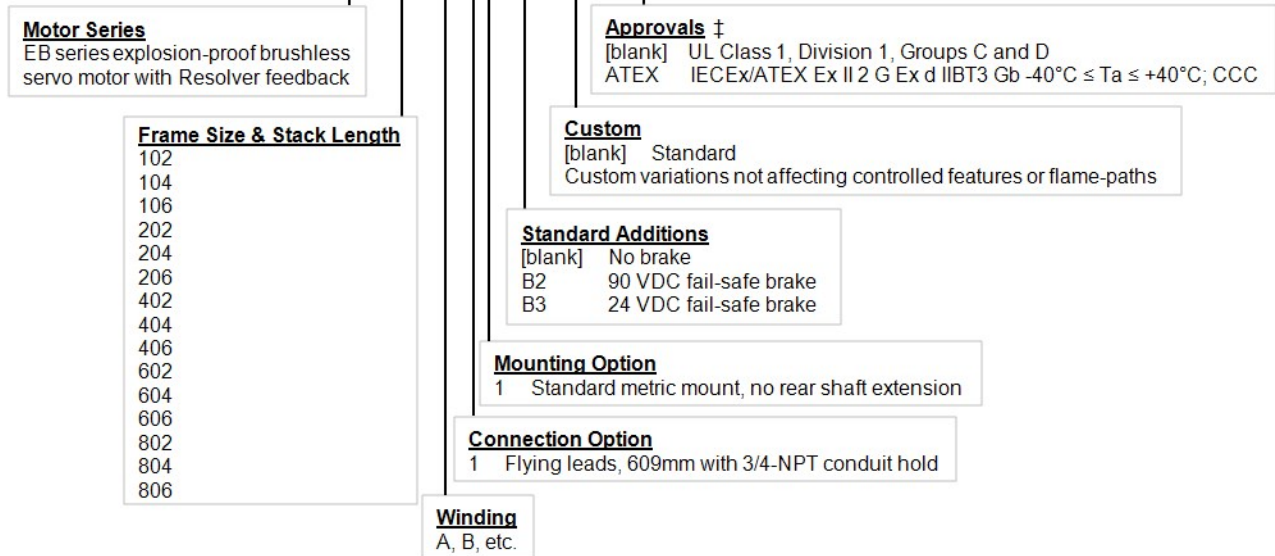 Motor Series
EB series explosion-proof brushless
servo motor with Resolver feedback
Approvals ‡
[blank] UL Class 1, Division 1, Groups C and D
ATEX IECEx/ATEX Ex II 2 G Ex d IIBT3 Gb -40°C ≤ Ta ≤ +40°C; CCC
Frame Size & Stack Length
102
104
106
202
204
206
402
404
406
602
604
606
802
804
806
Custom
[blank] Standard
Custom variations not affecting controlled features or flame-paths
Standard Additions
[blank] No brake
B2 90 VDC fail-safe brake
B3 24 VDC fail-safe brake
Mounting Option
1 Standard metric mount, no rear shaft extension
Connection Option
1 Flying leads, 609mm with 3/4-NPT conduit hold
Winding
A, B, etc.